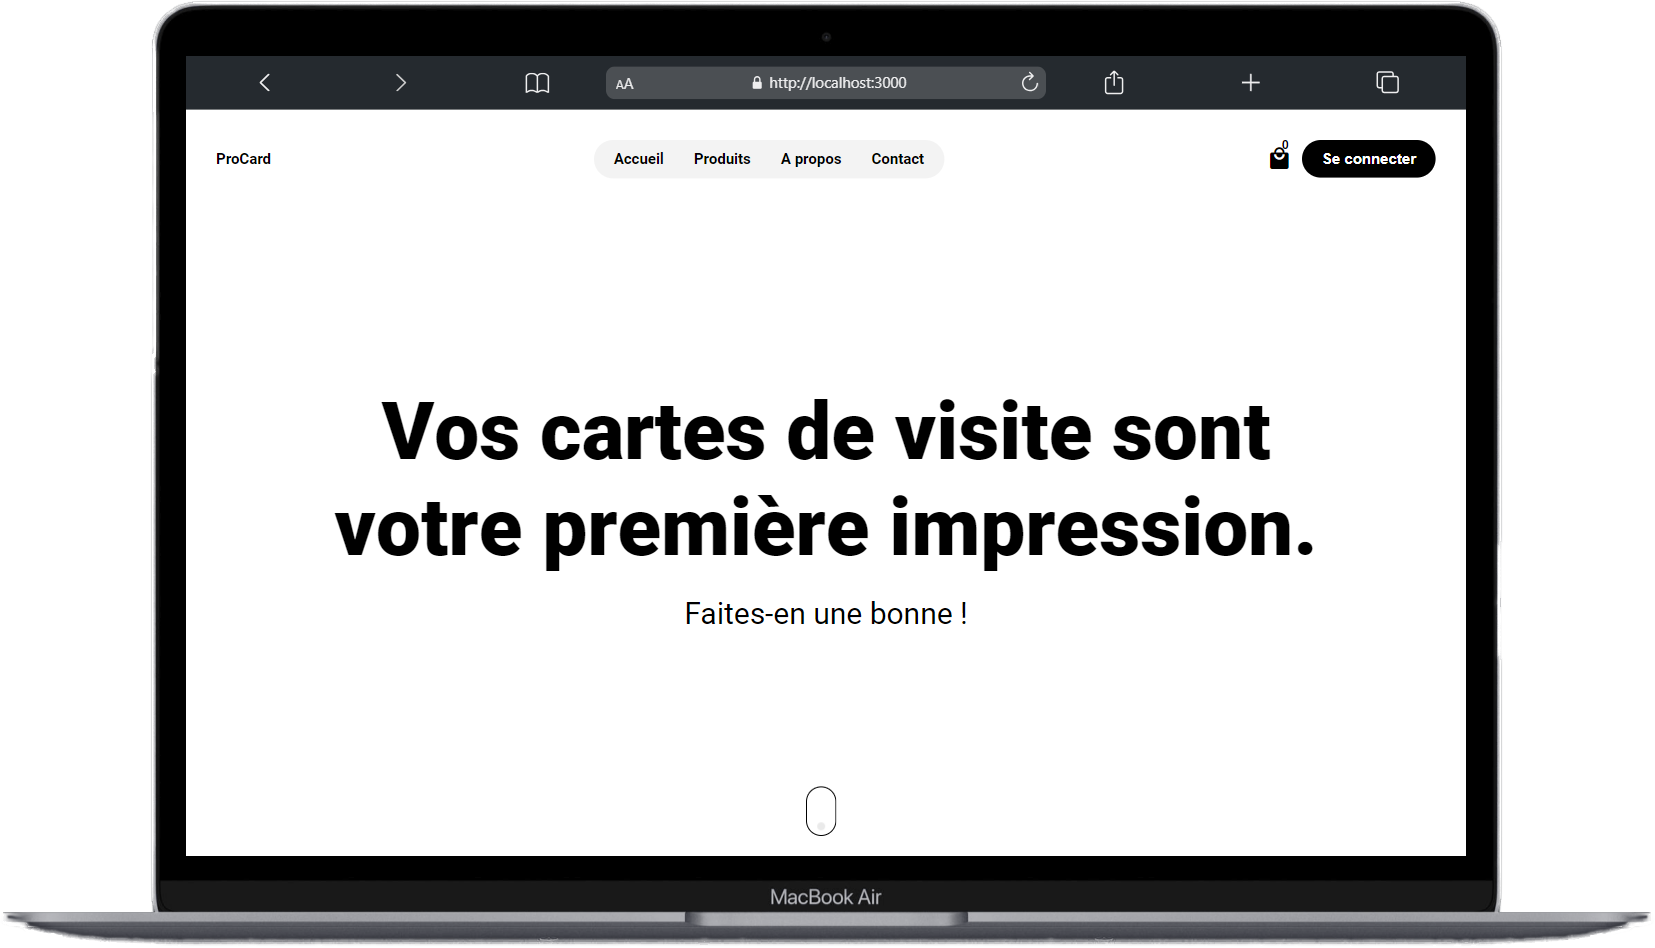 AA http://localhost:3000
ProCard Accueil Produits A propos Contact 0 Se connecter
Vos cartes de visite sont
votre première impression.
Faites-en une bonne !
MacBook Air